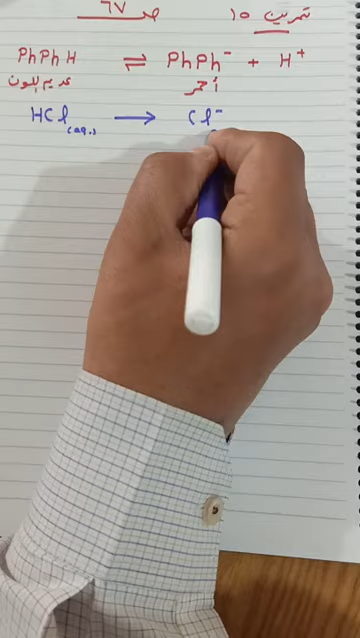 تمرين ١٥ ص ٦٧
PhPhH ⇌ PhPh⁻ + H⁺
عديم اللون أحمر
HCl(aq.) → Cl⁻